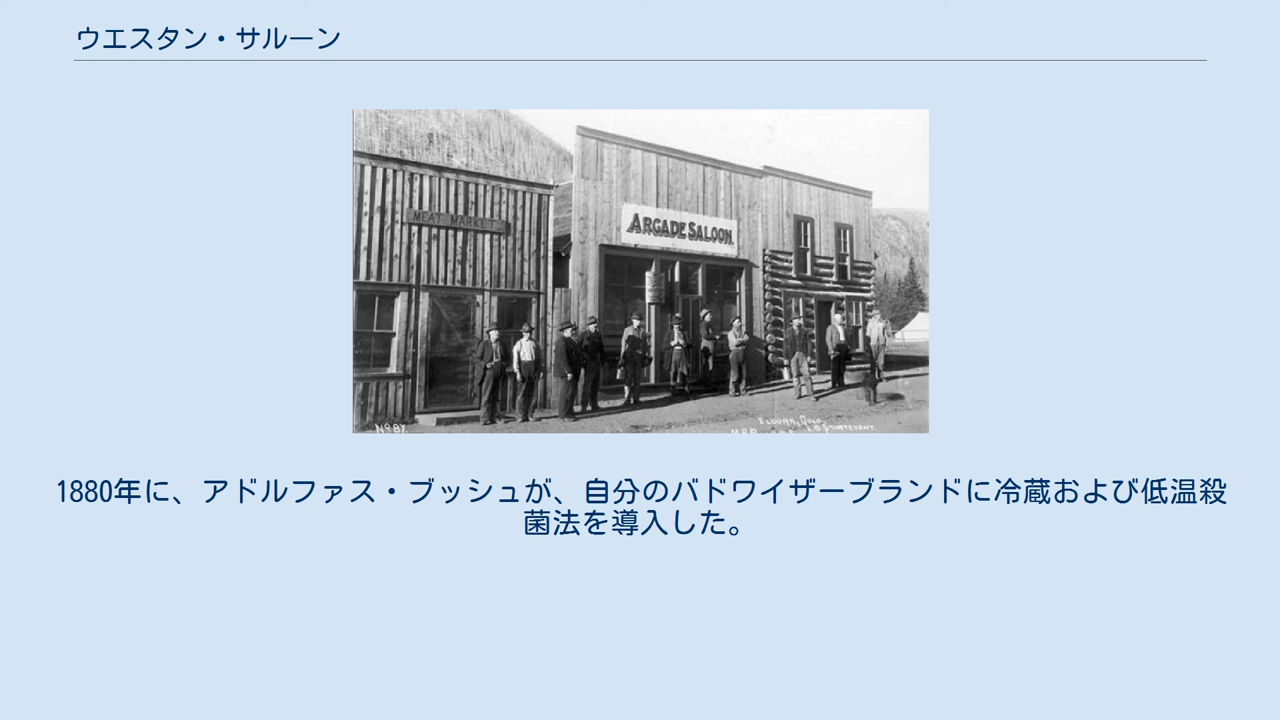 ウエスタン・サルーン
MEAT MARKET
ARCADE SALOON.
No 87.
1880年に、アドルファス・ブッシュが、自分のバドワイザーブランドに冷蔵および低温殺
菌法を導入した。